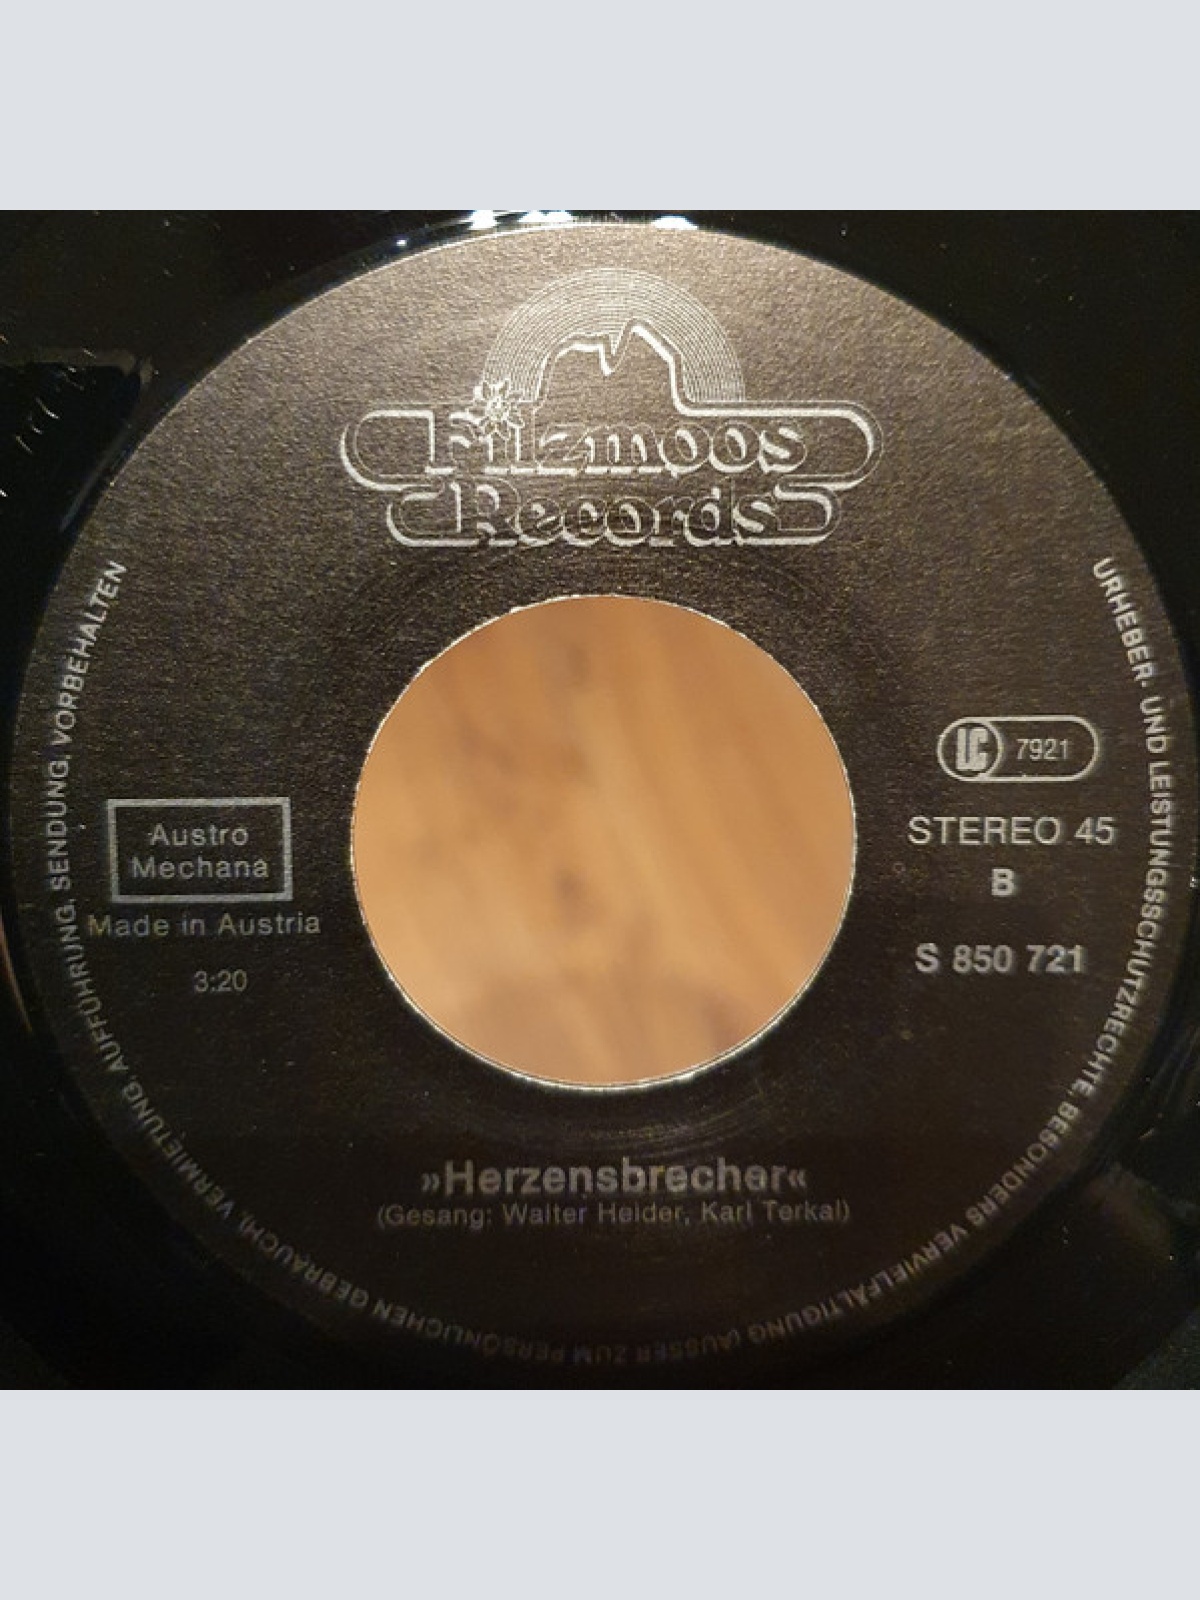 Filzmoos
Records
LC 7921
STEREO 45
B
S 850 721
Austro
Mechana
Made in Austria
3:20
»Herzensbrecher«
(Gesang: Walter Heider, Karl Terkal)
URHEBER- UND LEISTUNGSSCHUTZRECHTE, BESONDERS VERVIELFÄLTIGUNG (AUSSER ZUM PERSÖNLICHEN GEBRAUCH), VERMIETUNG, AUFFÜHRUNG, SENDUNG, VORBEHALTEN